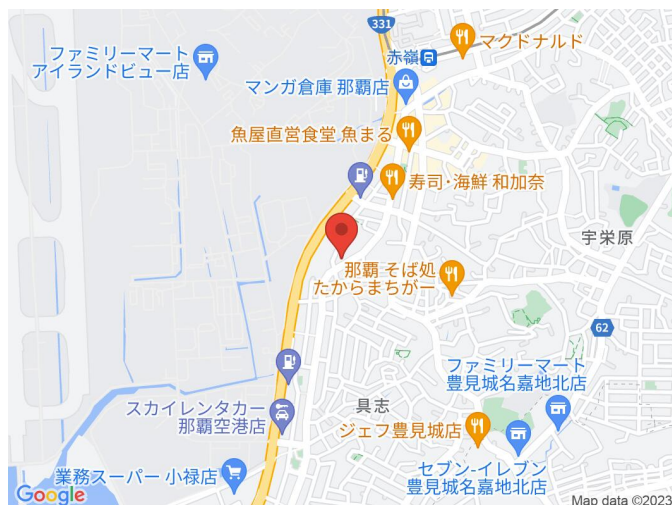 331
マクドナルド
赤嶺
ファミリーマート
アイランドビュー店
マンガ倉庫 那覇店
魚屋直営食堂 魚まる
寿司・海鮮 和加奈
宇栄原
那覇 そば処
たからまちがー
62
ファミリーマート
豊見城名嘉地北店
スカイレンタカー
那覇空港店
具志
ジェフ豊見城店
業務スーパー 小禄店
セブン-イレブン
豊見城名嘉地北店
Google
Map data ©2023